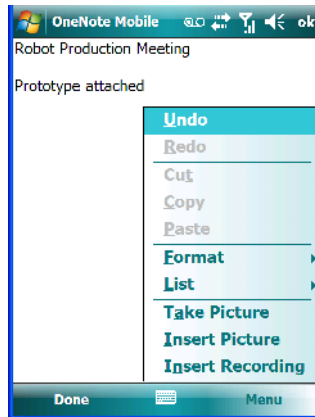 OneNote Mobile ok
Robot Production Meeting
Prototype attached
Undo
Redo
Cut
Copy
Paste
Format
List
Take Picture
Insert Picture
Insert Recording
Done Menu